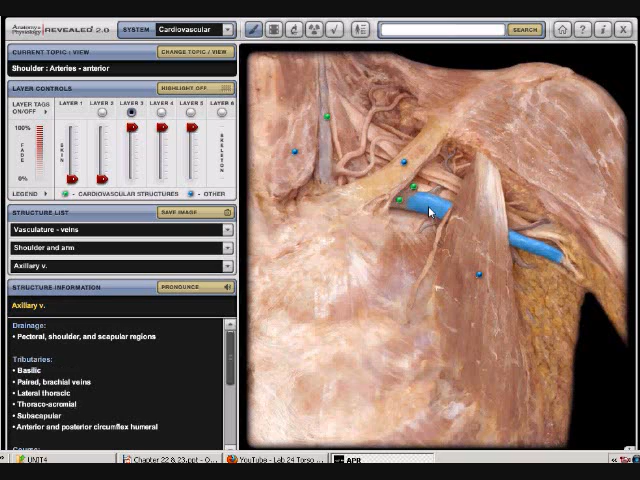 Anatomy & Physiology REVEALED 2.0
SYSTEM Cardiovascular
SEARCH
CURRENT TOPIC : VIEW CHANGE TOPIC / VIEW
Shoulder : Arteries - anterior
LAYER CONTROLS HIGHLIGHT OFF
LAYER TAGS ON/OFF LAYER 1 LAYER 2 LAYER 3 LAYER 4 LAYER 5 LAYER 6
100%
FADE
0%
SKIN
SKELETON
LEGEND - CARDIOVASCULAR STRUCTURES - OTHER
STRUCTURE LIST SAVE IMAGE
Vasculature - veins
Shoulder and arm
Axillary v.
STRUCTURE INFORMATION PRONOUNCE
Axillary v.
Drainage:
• Pectoral, shoulder, and scapular regions
Tributaries:
• Basilic
• Paired, brachial veins
• Lateral thoracic
• Thoraco-acromial
• Subscapular
• Anterior and posterior circumflex humeral
UNIT4 Chapter 22 & 23.ppt - O... YouTube - Lab 24 Torso ... APR